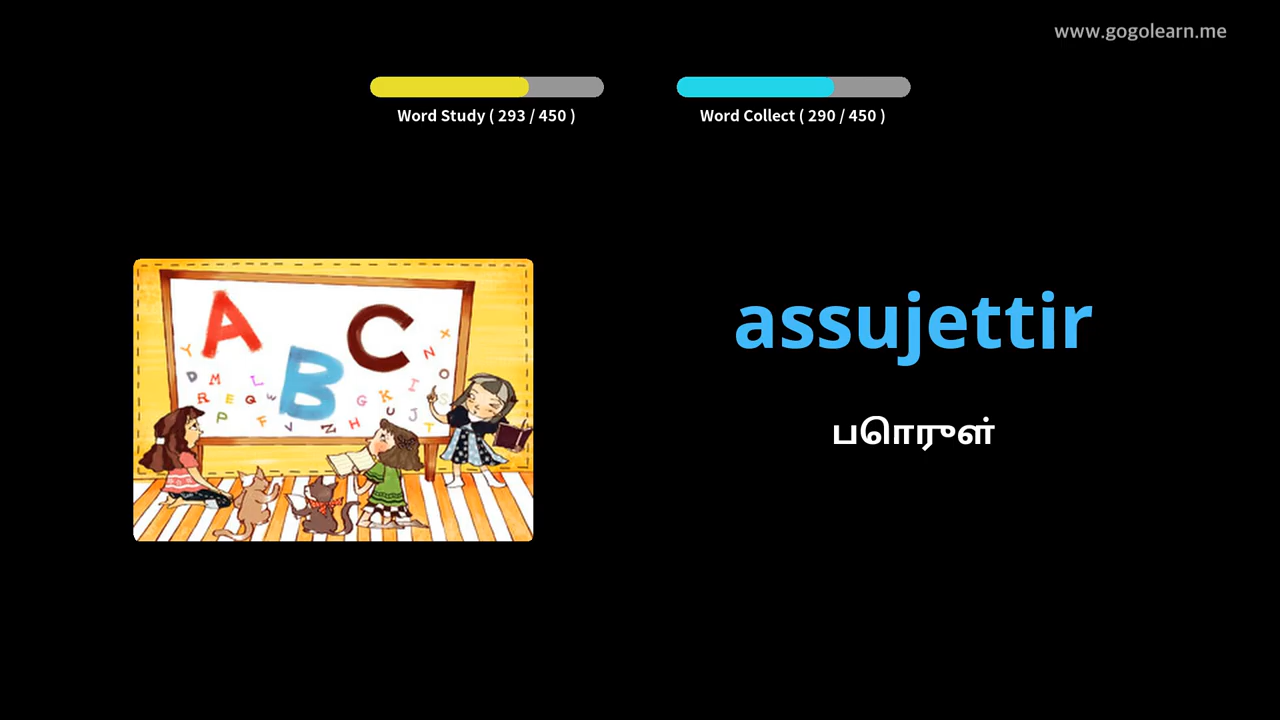 www.gogolearn.me
Word Study ( 293 / 450 )
Word Collect ( 290 / 450 )
A
B
C
Y
X
N
D M L O
R E Q W G K I S
P F V Z H U J T
assujettir
பொருள்